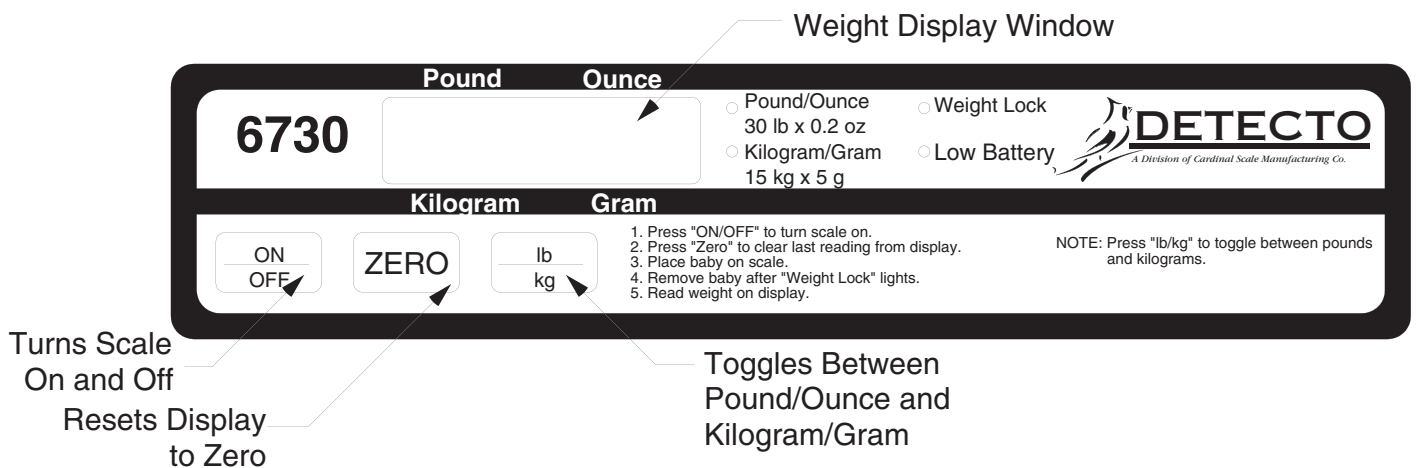 Weight Display Window
Pound Ounce
6730
Pound/Ounce
30 lb x 0.2 oz
Kilogram/Gram
15 kg x 5 g
Weight Lock
Low Battery
DETECTO
A Division of Cardinal Scale Manufacturing Co.
Kilogram Gram
ON
OFF
ZERO
lb
kg
1. Press "ON/OFF" to turn scale on.
2. Press "Zero" to clear last reading from display.
3. Place baby on scale.
4. Remove baby after "Weight Lock" lights.
5. Read weight on display.
NOTE: Press "lb/kg" to toggle between pounds
and kilograms.
Turns Scale
On and Off
Resets Display
to Zero
Toggles Between
Pound/Ounce and
Kilogram/Gram